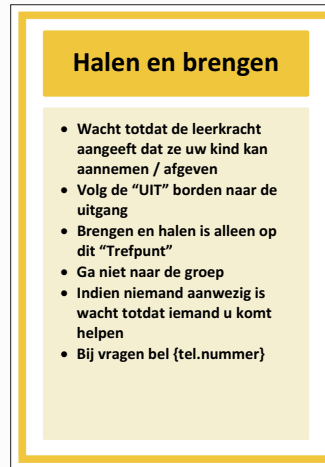 Halen en brengen
• Wacht totdat de leerkracht
aangeeft dat ze uw kind kan
aannemen / afgeven
• Volg de “UIT” borden naar de
uitgang
• Brengen en halen is alleen op
dit “Trefpunt”
• Ga niet naar de groep
• Indien niemand aanwezig is
wacht totdat iemand u komt
helpen
• Bij vragen bel {tel.nummer}